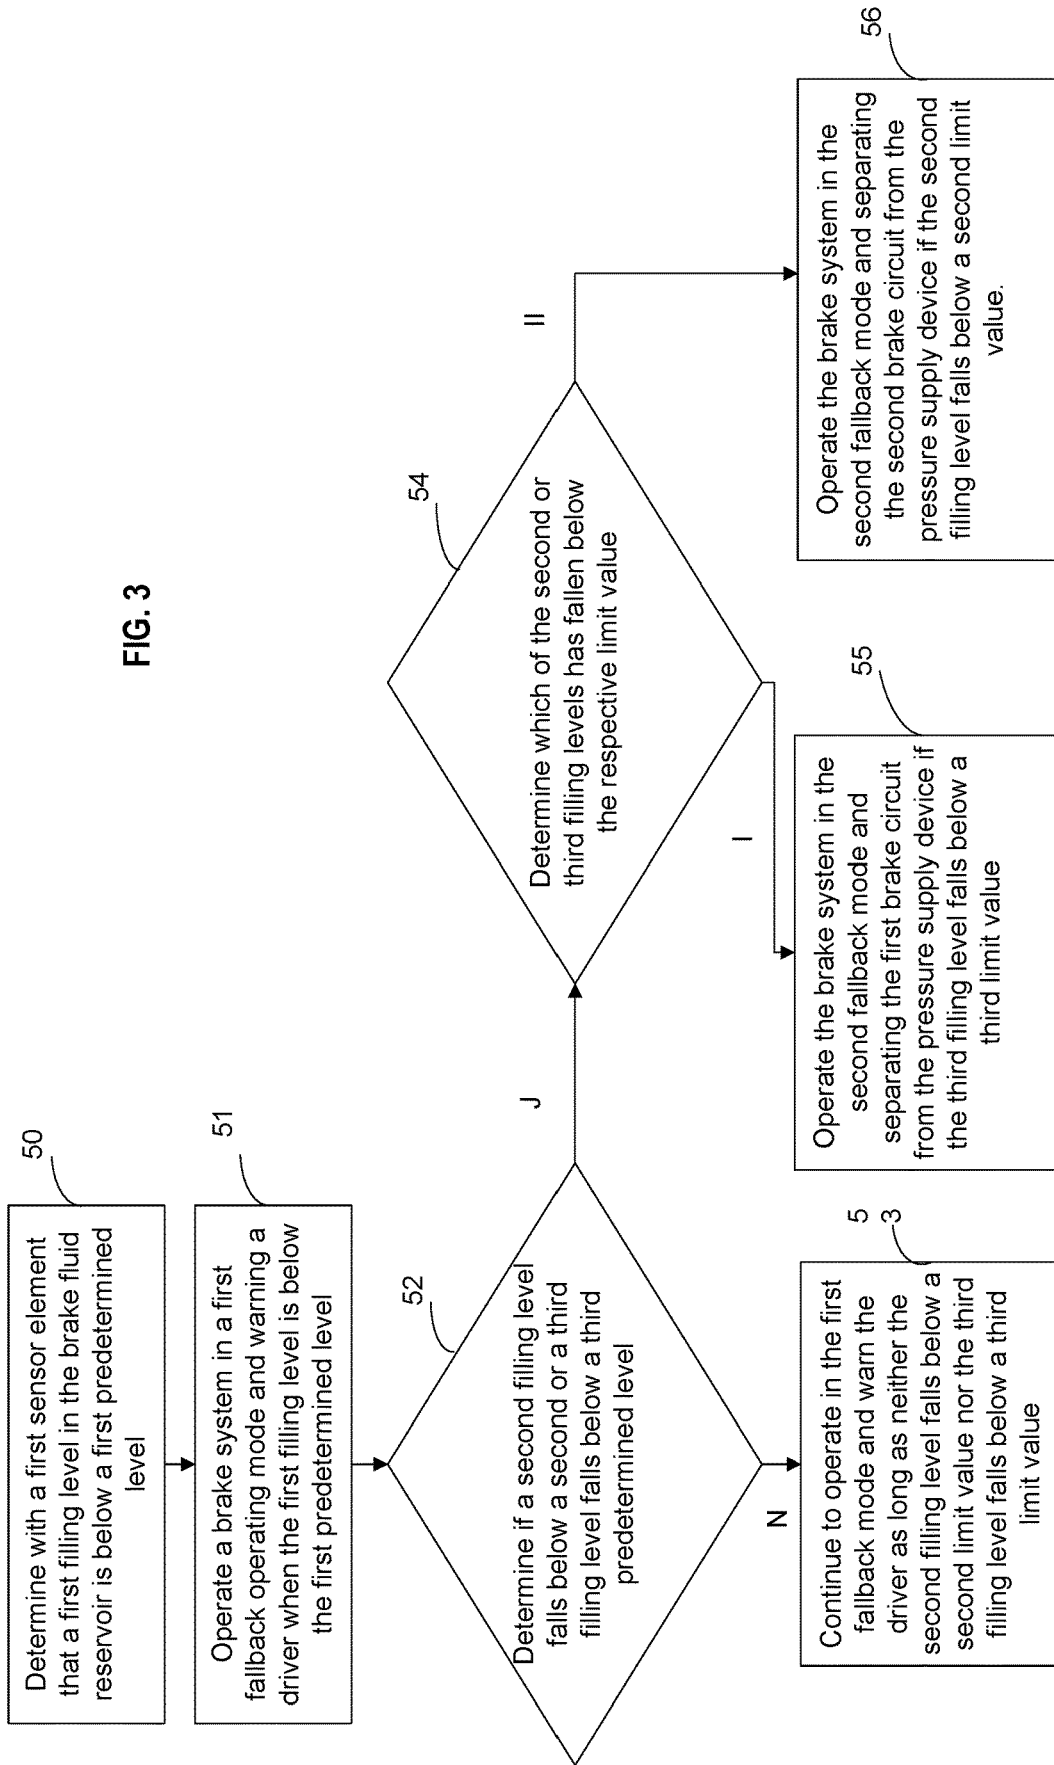 FIG. 3
50
Determine with a first sensor element
that a first filling level in the brake fluid
reservoir is below a first predetermined
level
51
Operate a brake system in a first
fallback operating mode and warning a
driver when the first filling level is below
the first predetermined level
52
Determine if a second filling level
falls below a second or a third
filling level falls below a third
predetermined level
J
N
5
3
Continue to operate in the first
fallback mode and warn the
driver as long as neither the
second filling level falls below a
second limit value nor the third
filling level falls below a third
limit value
54
Determine which of the second or
third filling levels has fallen below
the respective limit value
I
II
55
Operate the brake system in the
second fallback mode and
separating the first brake circuit
from the pressure supply device if
the third filling level falls below a
third limit value
56
Operate the brake system in the
second fallback mode and separating
the second brake circuit from the
pressure supply device if the second
filling level falls below a second limit
value.